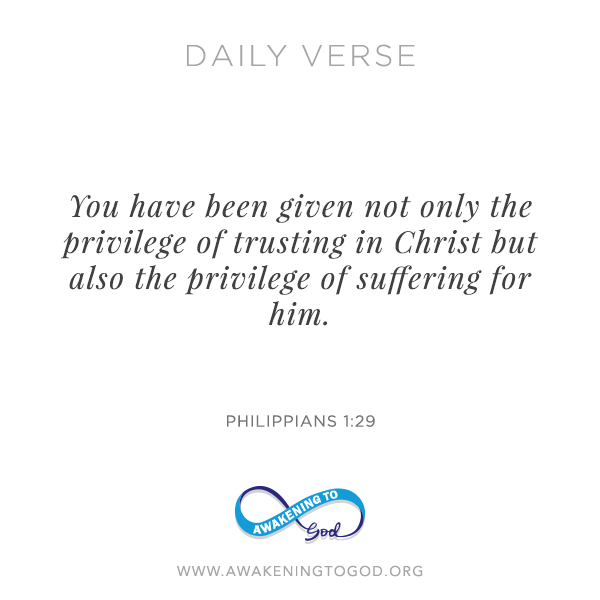 DAILY VERSE
You have been given not only the
privilege of trusting in Christ but
also the privilege of suffering for
him.
PHILIPPIANS 1:29
AWAKENING TO
God
WWW.AWAKENINGTOGOD.ORG